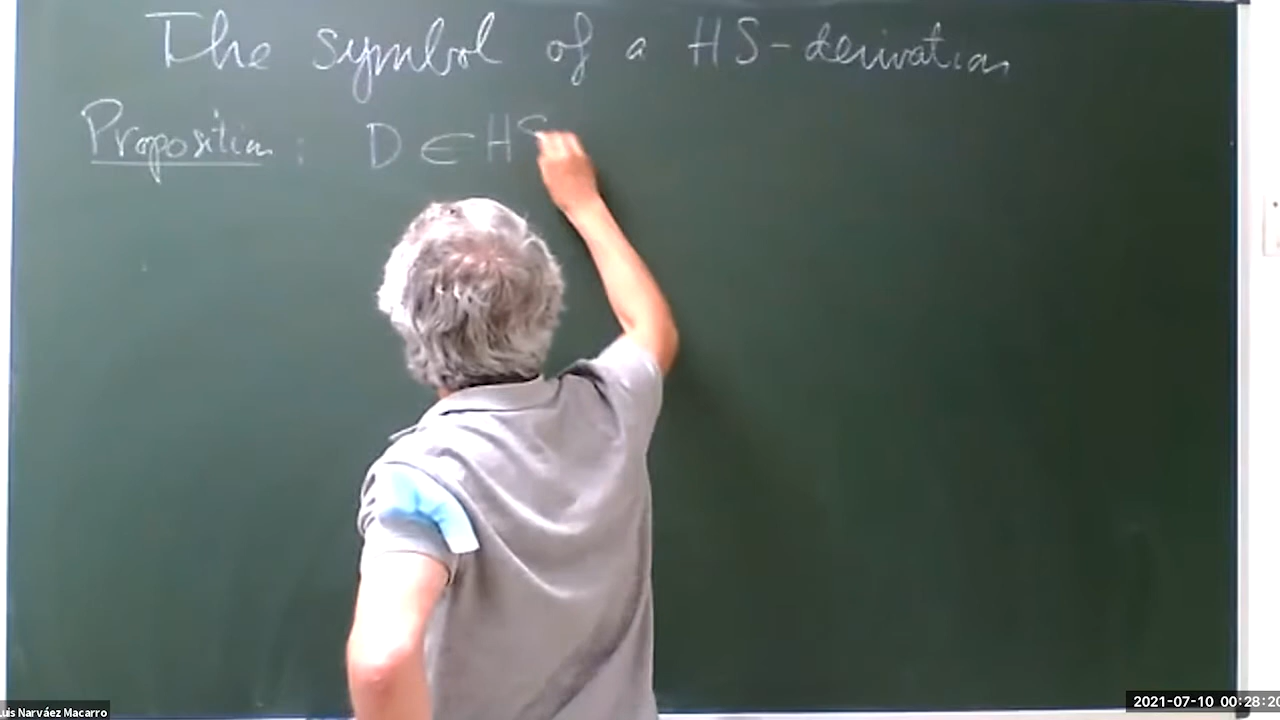 The symbol of a HS-derivation
Proposition: D ∈ HS
Luis Narváez Macarro
2021-07-10 00:28:20